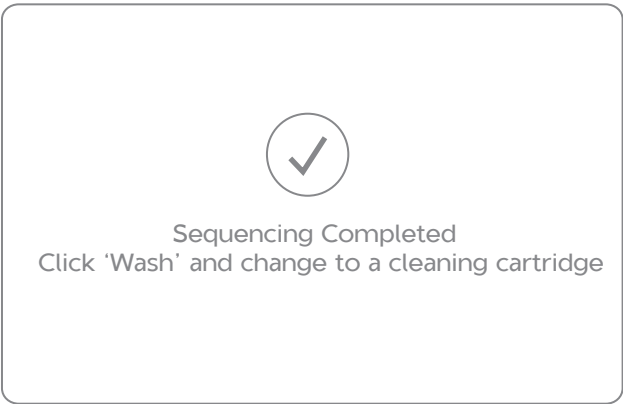 Sequencing Completed
Click ‘Wash’ and change to a cleaning cartridge